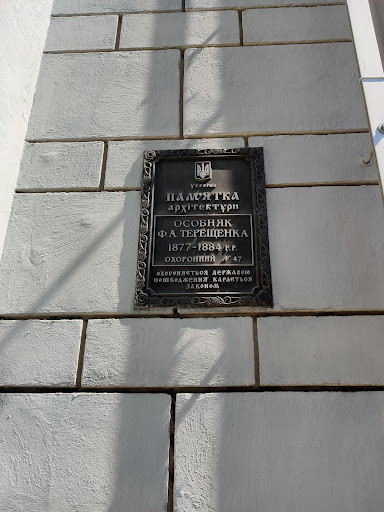 Україна
ПАМ'ЯТКА
АРХІТЕКТУРИ
ОСОБНЯК
Ф.А.ТЕРЕЩЕНКА
1877-1884 Р.Р.
ОХОРОННИЙ № 47
ОХОРОНЯЄТЬСЯ ДЕРЖАВОЮ
ПОШКОДЖЕННЯ КАРАЄТЬСЯ
ЗАКОНОМ